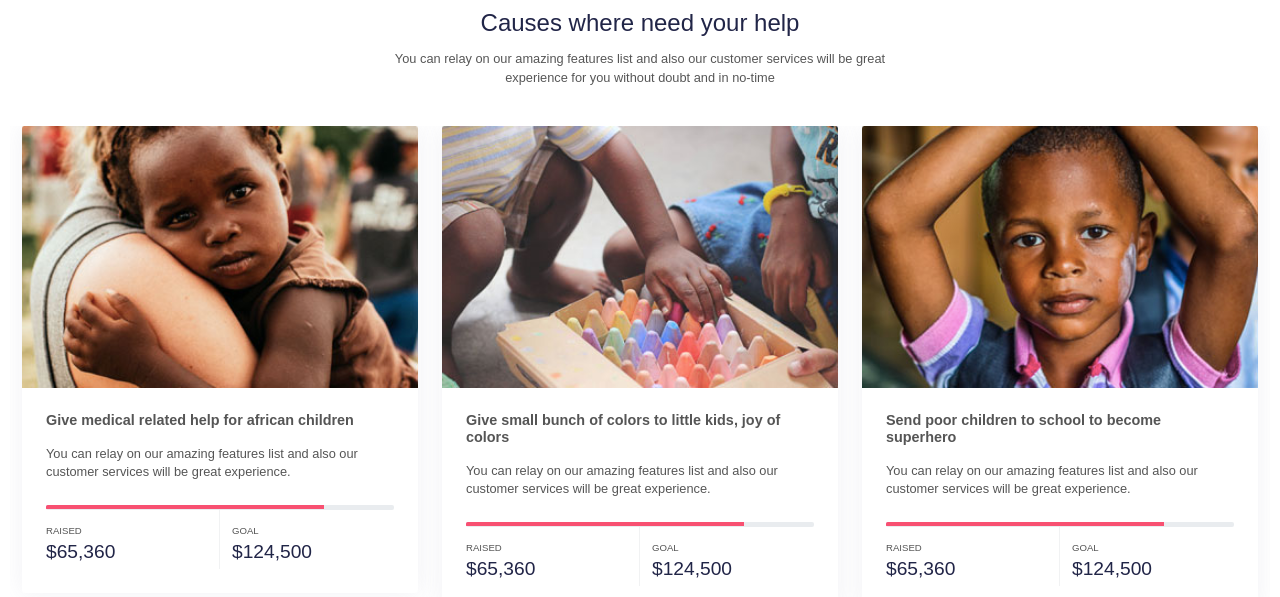 Causes where need your help
You can relay on our amazing features list and also our customer services will be great
experience for you without doubt and in no-time
Give medical related help for african children
You can relay on our amazing features list and also our
customer services will be great experience.
RAISED
$65,360
GOAL
$124,500
Give small bunch of colors to little kids, joy of
colors
You can relay on our amazing features list and also our
customer services will be great experience.
RAISED
$65,360
GOAL
$124,500
Send poor children to school to become
superhero
You can relay on our amazing features list and also our
customer services will be great experience.
RAISED
$65,360
GOAL
$124,500